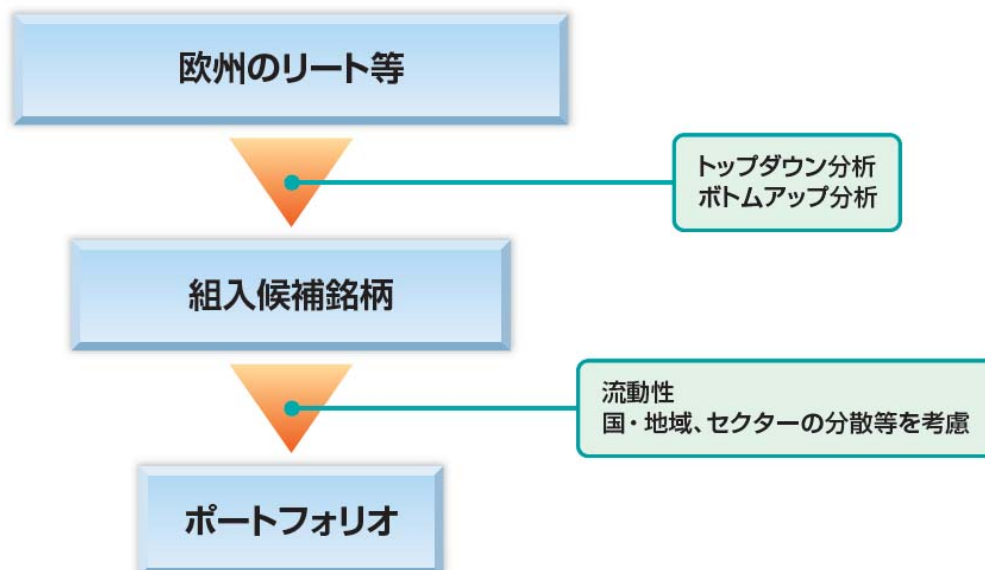 欧州のリート等
トップダウン分析
ボトムアップ分析
組入候補銘柄
流動性
国・地域、セクターの分散等を考慮
ポートフォリオ